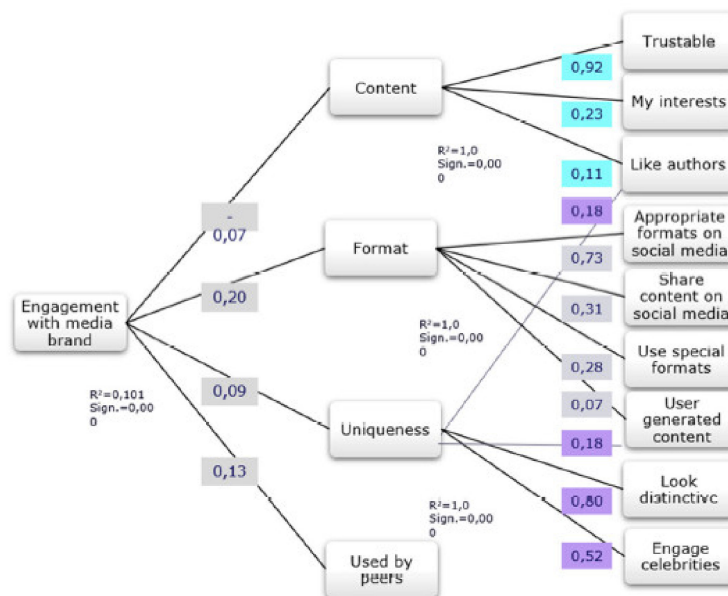 Trustable
0,92
Content
My interests
0,23
R²=1,0
Sign.=0,00
0
Like authors
0,11
0,18
-
0,07
Appropriate
formats on
social media
Format
0,73
Share
content on
social media
0,20
0,31
Engagement
with media
brand
R²=1,0
Sign.=0,00
0
Use special
formats
0,28
R²=0,101
Sign.=0,00
0
0,09
0,07
User
generated
content
Uniqueness
0,18
0,13
Look
distinctive
0,80
R²=1,0
Sign.=0,00
0
Used by
peers
0,52
Engage
celebrities